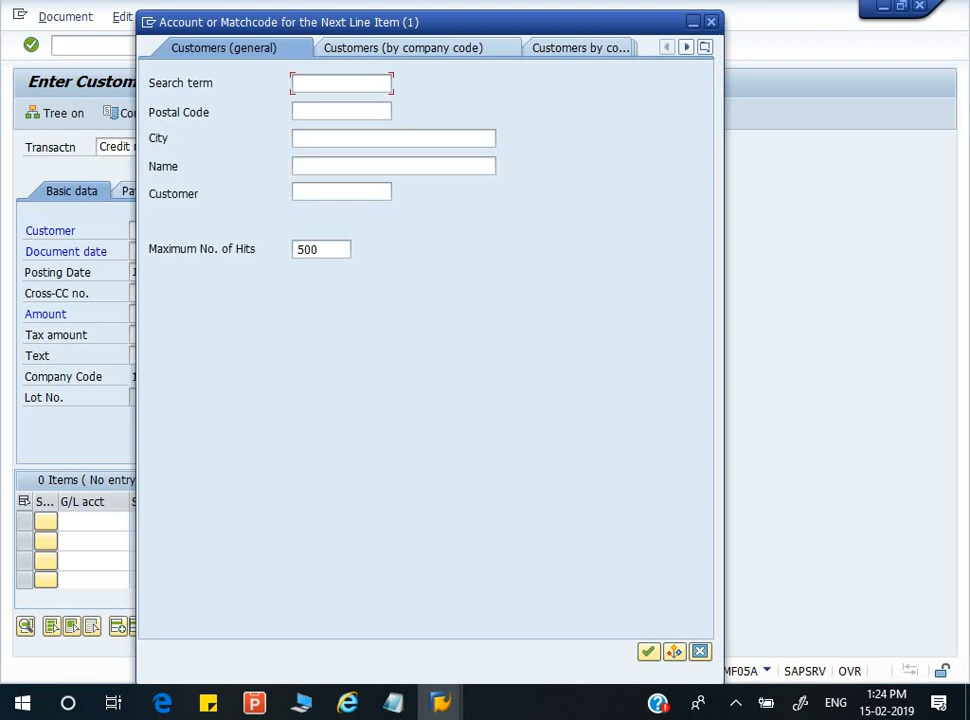 Document Edit
Account or Matchcode for the Next Line Item (1)
Customers (general) Customers (by company code) Customers by co...
Enter Custom
Search term
Postal Code
Tree on
City
Transactn Credit
Name
Basic data
Customer
Customer
Document date
Maximum No. of Hits 500
Posting Date
Cross-CC no.
Amount
Tax amount
Text
Company Code
Lot No.
0 Items ( No entry
S... G/L acct
MF05A SAPSRV OVR
ENG
1:24 PM
15-02-2019